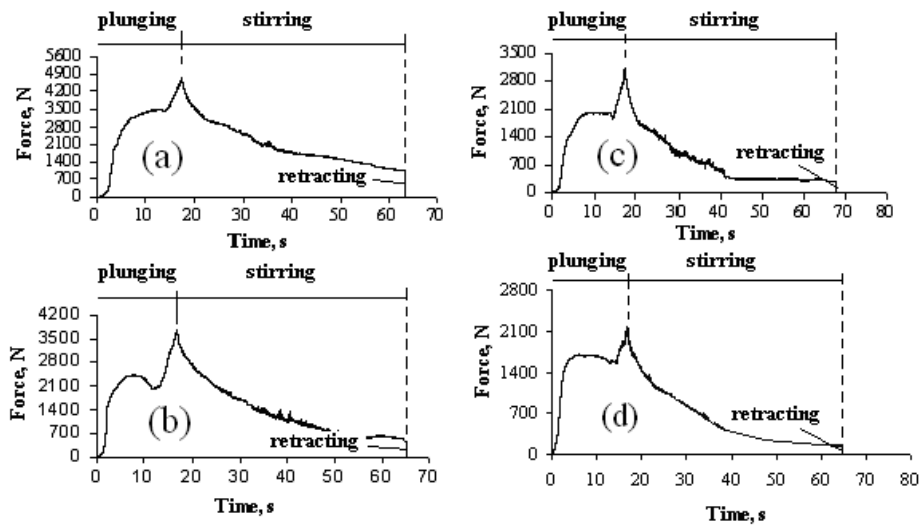 plunging stirring
5600
4900
4200
3500
2800
2100
1400
700
0
Force, N
(a)
retracting
0 10 20 30 40 50 60 70
Time, s
plunging stirring
4200
3500
2800
2100
1400
700
0
Force, N
(b)
retracting
0 10 20 30 40 50 60 70
Time, s
plunging stirring
3500
2800
2100
1400
700
0
Force, N
(c)
retracting
0 10 20 30 40 50 60 70 80
Time, s
plunging stirring
2800
2100
1400
700
0
Force, N
(d)
retracting
0 10 20 30 40 50 60 70 80
Time, s